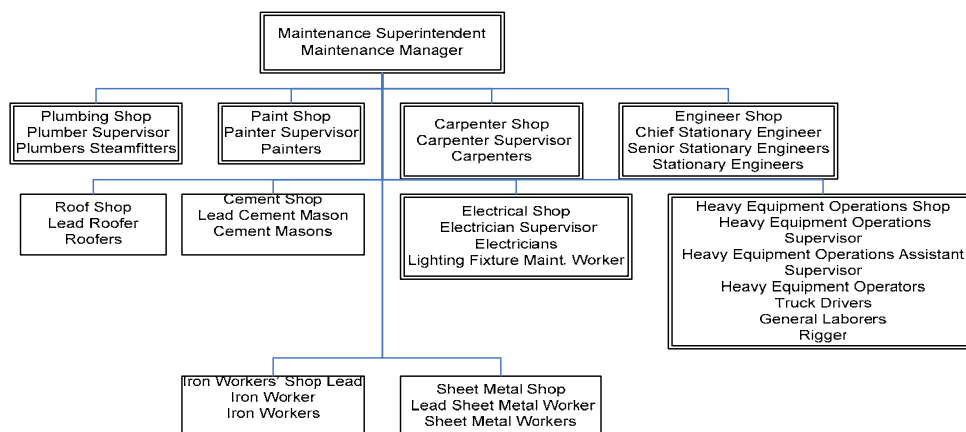 Maintenance Superintendent
Maintenance Manager
Plumbing Shop
Plumber Supervisor
Plumbers Steamfitters
Paint Shop
Painter Supervisor
Painters
Carpenter Shop
Carpenter Supervisor
Carpenters
Engineer Shop
Chief Stationary Engineer
Senior Stationary Engineers
Stationary Engineers
Roof Shop
Lead Roofer
Roofers
Cement Shop
Lead Cement Mason
Cement Masons
Electrical Shop
Electrician Supervisor
Electricians
Lighting Fixture Maint. Worker
Heavy Equipment Operations Shop
Heavy Equipment Operations
Supervisor
Heavy Equipment Operations Assistant
Supervisor
Heavy Equipment Operators
Truck Drivers
General Laborers
Rigger
Iron Workers' Shop Lead
Iron Worker
Iron Workers
Sheet Metal Shop
Lead Sheet Metal Worker
Sheet Metal Workers